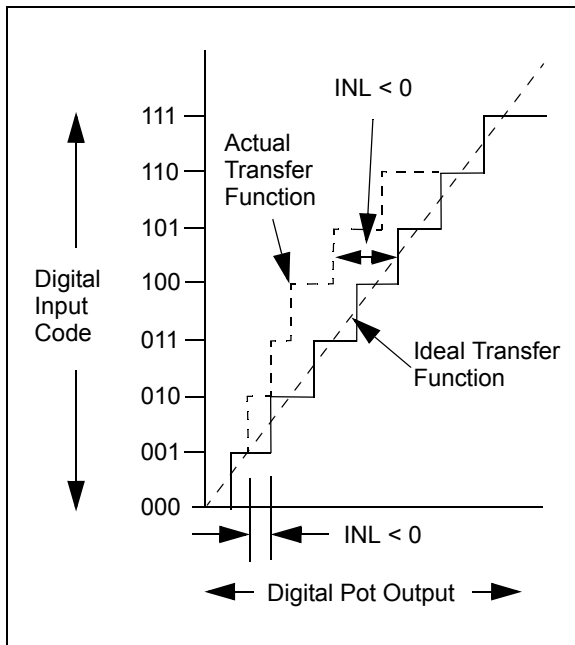 INL < 0
111
Actual
Transfer
Function
110
101
Digital
Input
Code
100
011
Ideal Transfer
Function
010
001
000
INL < 0
Digital Pot Output